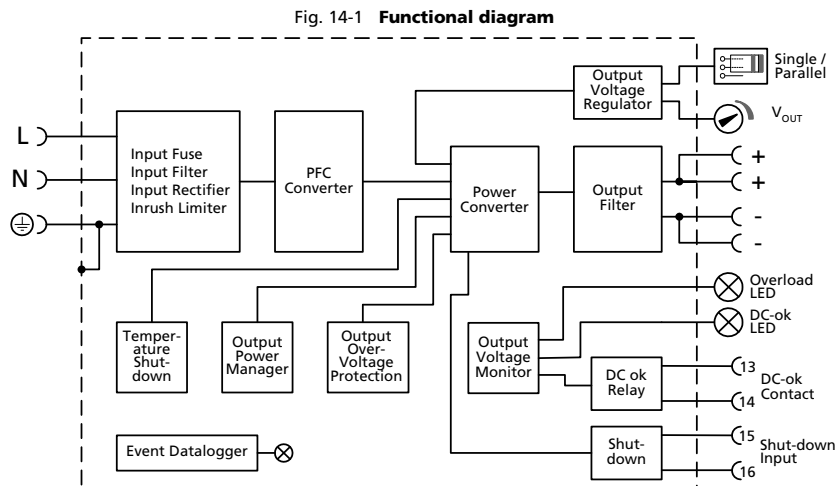 Fig. 14-1 Functional diagram
Output
Voltage
Regulator
Single /
Parallel
VOUT
L
N
Input Fuse
Input Filter
Input Rectifier
Inrush Limiter
PFC
Converter
Power
Converter
Output
Filter
+
+
-
-
Temper-
ature
Shut-
down
Output
Power
Manager
Output
Over-
Voltage
Protection
Output
Voltage
Monitor
Overload
LED
DC-ok
LED
DC ok
Relay
13
14
DC-ok
Contact
Event Datalogger
Shut-
down
15
16
Shut-down
Input